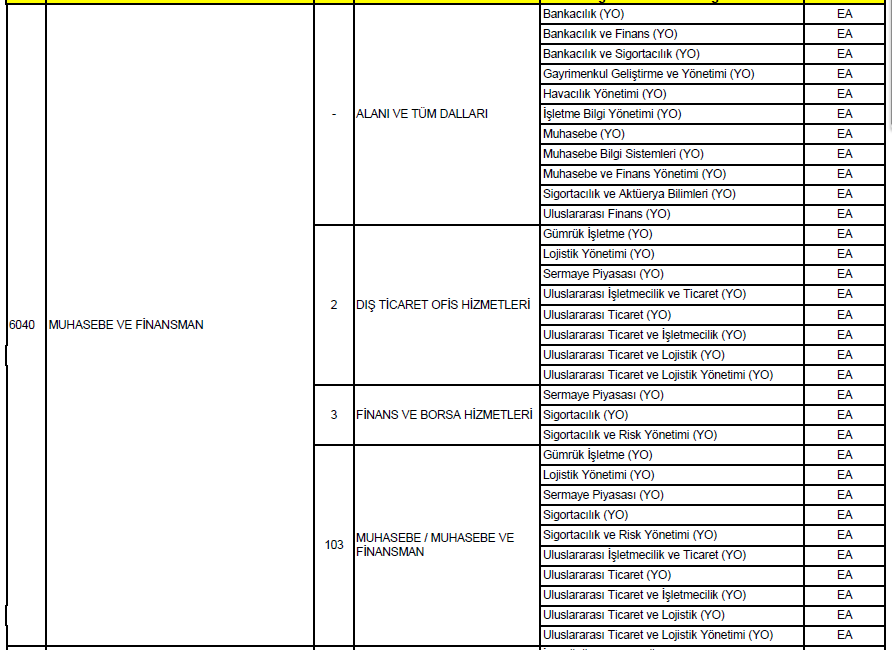 Bankacılık (YO) EA
Bankacılık ve Finans (YO) EA
Bankacılık ve Sigortacılık (YO) EA
Gayrimenkul Geliştirme ve Yönetimi (YO) EA
Havacılık Yönetimi (YO) EA
- ALANI VE TÜM DALLARI İşletme Bilgi Yönetimi (YO) EA
Muhasebe (YO) EA
Muhasebe Bilgi Sistemleri (YO) EA
Muhasebe ve Finans Yönetimi (YO) EA
Sigortacılık ve Aktüerya Bilimleri (YO) EA
Uluslararası Finans (YO) EA
Gümrük İşletme (YO) EA
Lojistik Yönetimi (YO) EA
Sermaye Piyasası (YO) EA
Uluslararası İşletmecilik ve Ticaret (YO) EA
2 DIŞ TİCARET OFİS HİZMETLERİ
Uluslararası Ticaret (YO) EA
6040 MUHASEBE VE FİNANSMAN
Uluslararası Ticaret ve İşletmecilik (YO) EA
Uluslararası Ticaret ve Lojistik (YO) EA
Uluslararası Ticaret ve Lojistik Yönetimi (YO) EA
Sermaye Piyasası (YO) EA
3 FİNANS VE BORSA HİZMETLERİ Sigortacılık (YO) EA
Sigortacılık ve Risk Yönetimi (YO) EA
Gümrük İşletme (YO) EA
Lojistik Yönetimi (YO) EA
Sermaye Piyasası (YO) EA
Sigortacılık (YO) EA
Sigortacılık ve Risk Yönetimi (YO) EA
103 MUHASEBE / MUHASEBE VE
FİNANSMAN
Uluslararası İşletmecilik ve Ticaret (YO) EA
Uluslararası Ticaret (YO) EA
Uluslararası Ticaret ve İşletmecilik (YO) EA
Uluslararası Ticaret ve Lojistik (YO) EA
Uluslararası Ticaret ve Lojistik Yönetimi (YO) EA